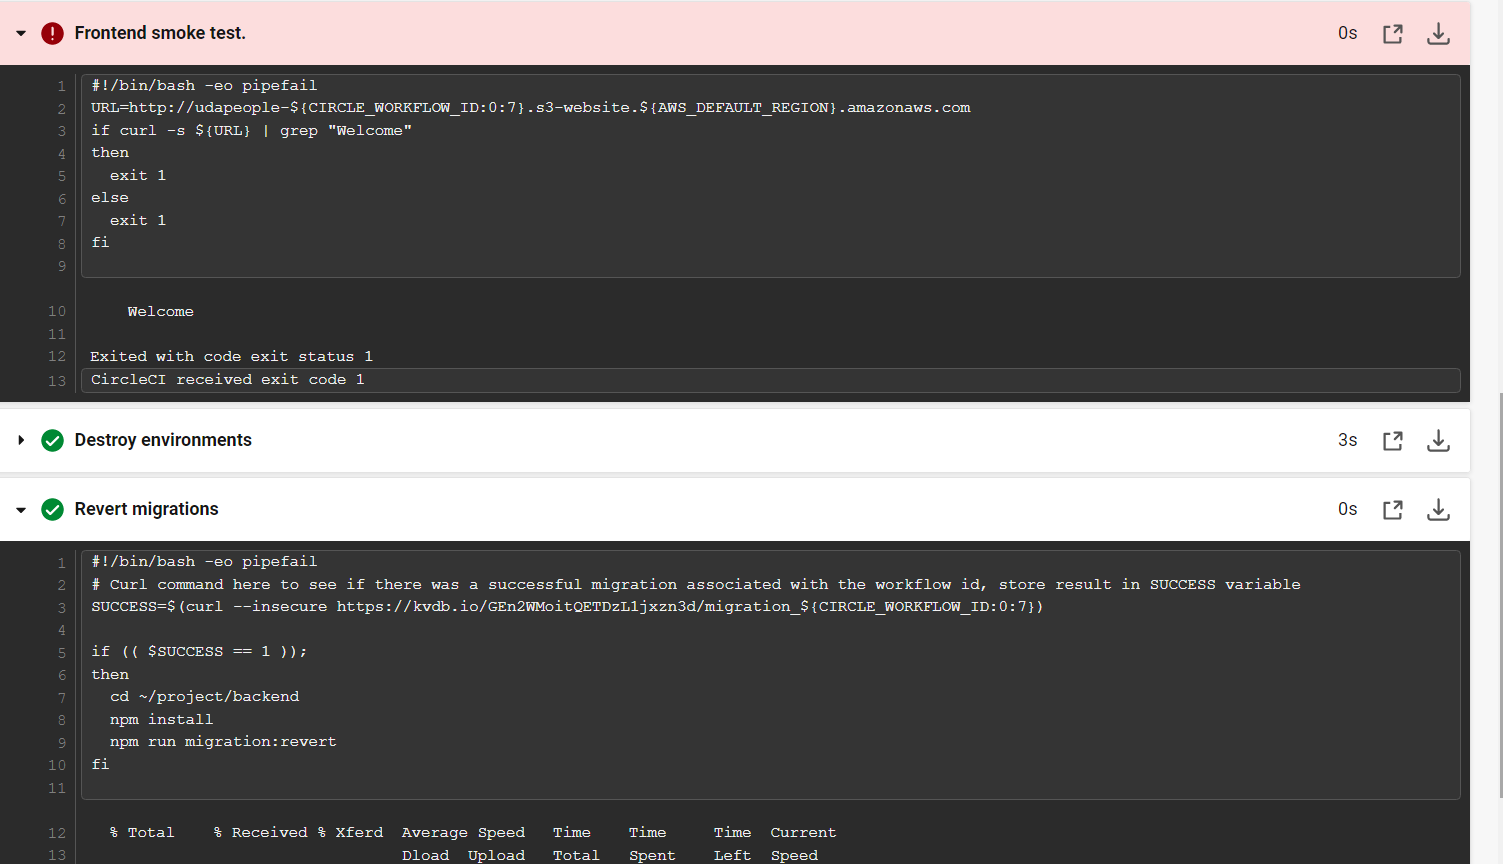 Frontend smoke test.
0s
1 #!/bin/bash -eo pipefail
2 URL=http://udapeople-${CIRCLE_WORKFLOW_ID:0:7}.s3-website.${AWS_DEFAULT_REGION}.amazonaws.com
3 if curl -s ${URL} | grep "Welcome"
4 then
5   exit 1
6 else
7   exit 1
8 fi
9
10     Welcome
11
12 Exited with code exit status 1
13 CircleCI received exit code 1
Destroy environments
3s
Revert migrations
0s
1 #!/bin/bash -eo pipefail
2 # Curl command here to see if there was a successful migration associated with the workflow id, store result in SUCCESS variable
3 SUCCESS=$(curl --insecure https://kvdb.io/GEn2WMoitQETDzL1jxzn3d/migration_${CIRCLE_WORKFLOW_ID:0:7})
4
5 if (( $SUCCESS == 1 ));
6 then
7   cd ~/project/backend
8   npm install
9   npm run migration:revert
10 fi
11
12   % Total    % Received % Xferd  Average Speed   Time    Time     Time  Current
13                                  Dload  Upload   Total   Spent    Left  Speed